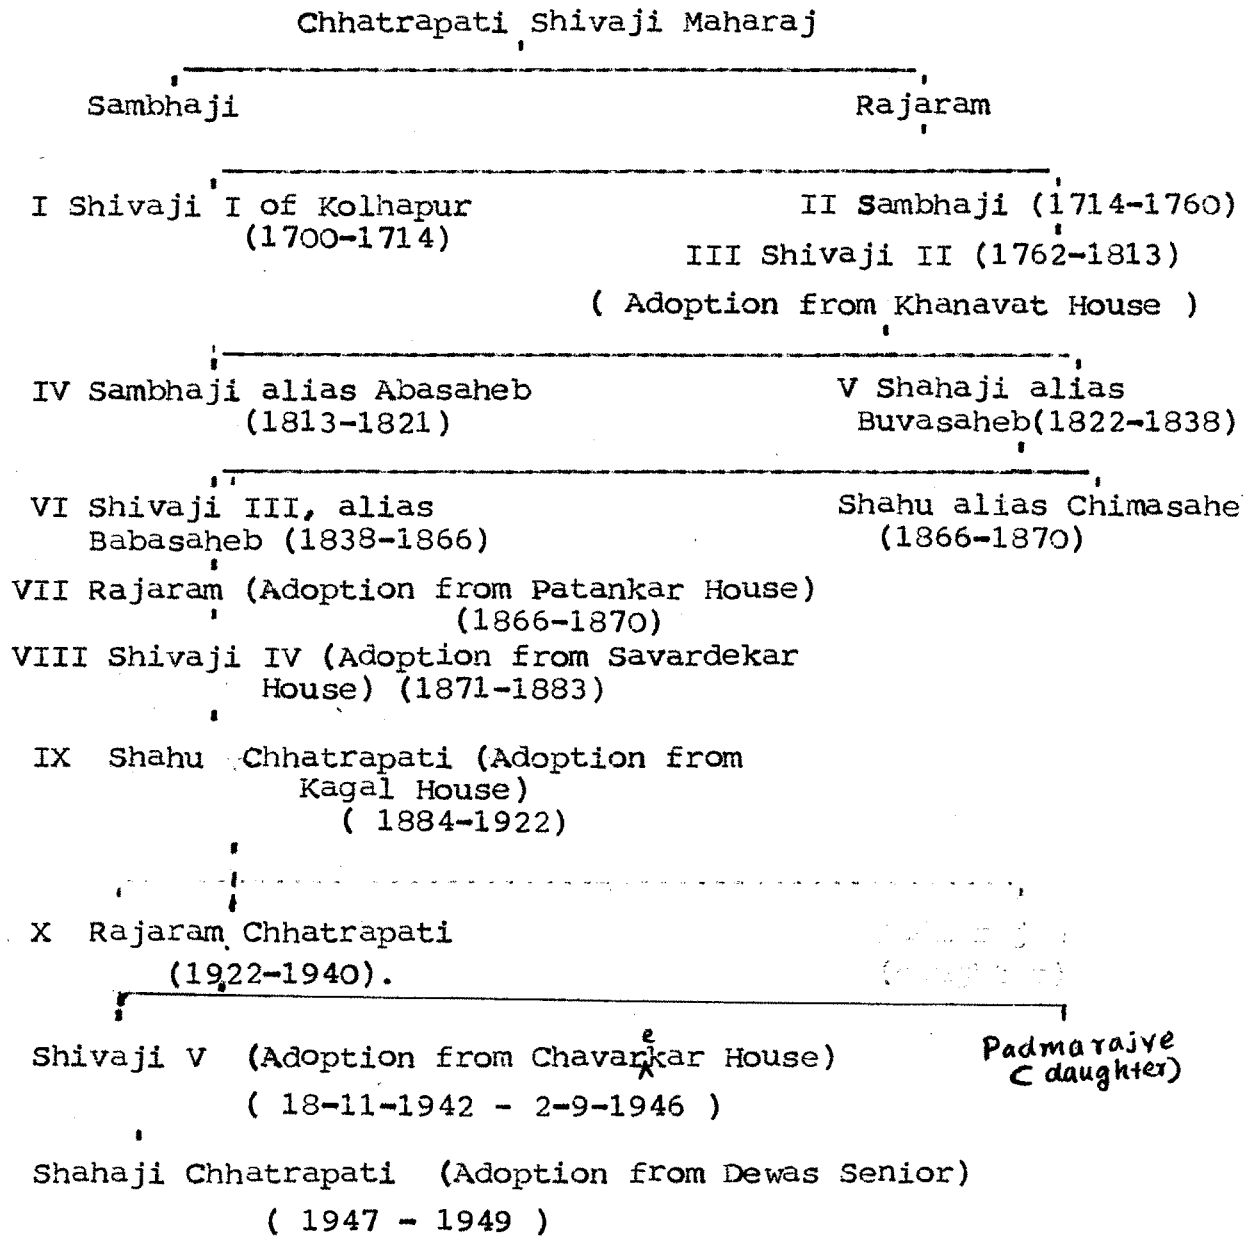 Chhatrapati Shivaji Maharaj
Sambhaji Rajaram
I Shivaji I of Kolhapur II Sambhaji (1714-1760)
(1700-1714)
III Shivaji II (1762-1813)
( Adoption from Khanavat House )
IV Sambhaji alias Abasaheb V Shahaji alias
(1813-1821) Buvasaheb(1822-1838)
VI Shivaji III, alias Shahu alias Chimasahe
Babasaheb (1838-1866) (1866-1870)
VII Rajaram (Adoption from Patankar House)
(1866-1870)
VIII Shivaji IV (Adoption from Savardekar
House) (1871-1883)
IX Shahu Chhatrapati (Adoption from
Kagal House)
( 1884-1922)
X Rajaram Chhatrapati
(1922-1940).
Shivaji V (Adoption from Chavarekar House) Padmarajve
( 18-11-1942 - 2-9-1946 ) (daughter)
Shahaji Chhatrapati (Adoption from Dewas Senior)
( 1947 - 1949 )